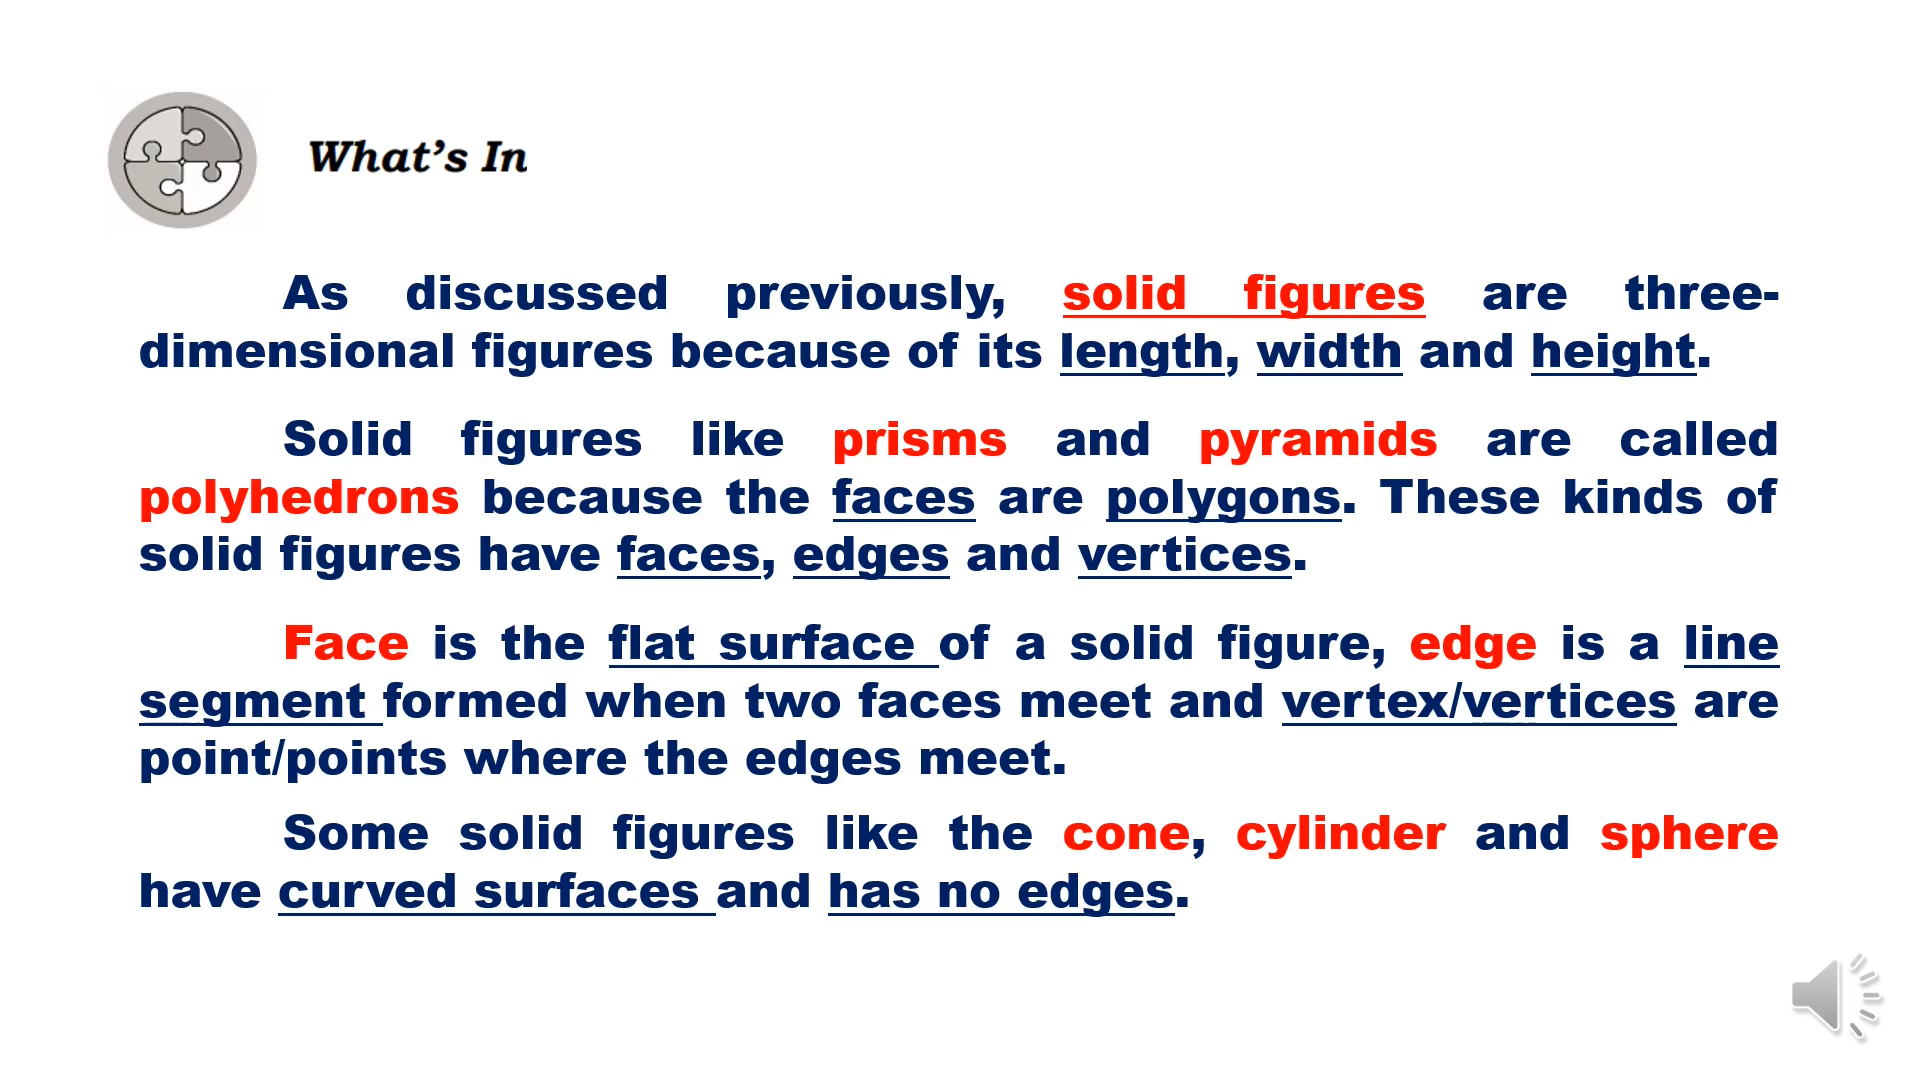 What's In
As discussed previously, solid figures are three-
dimensional figures because of its length, width and height.
Solid figures like prisms and pyramids are called
polyhedrons because the faces are polygons. These kinds of
solid figures have faces, edges and vertices.
Face is the flat surface of a solid figure, edge is a line
segment formed when two faces meet and vertex/vertices are
point/points where the edges meet.
Some solid figures like the cone, cylinder and sphere
have curved surfaces and has no edges.